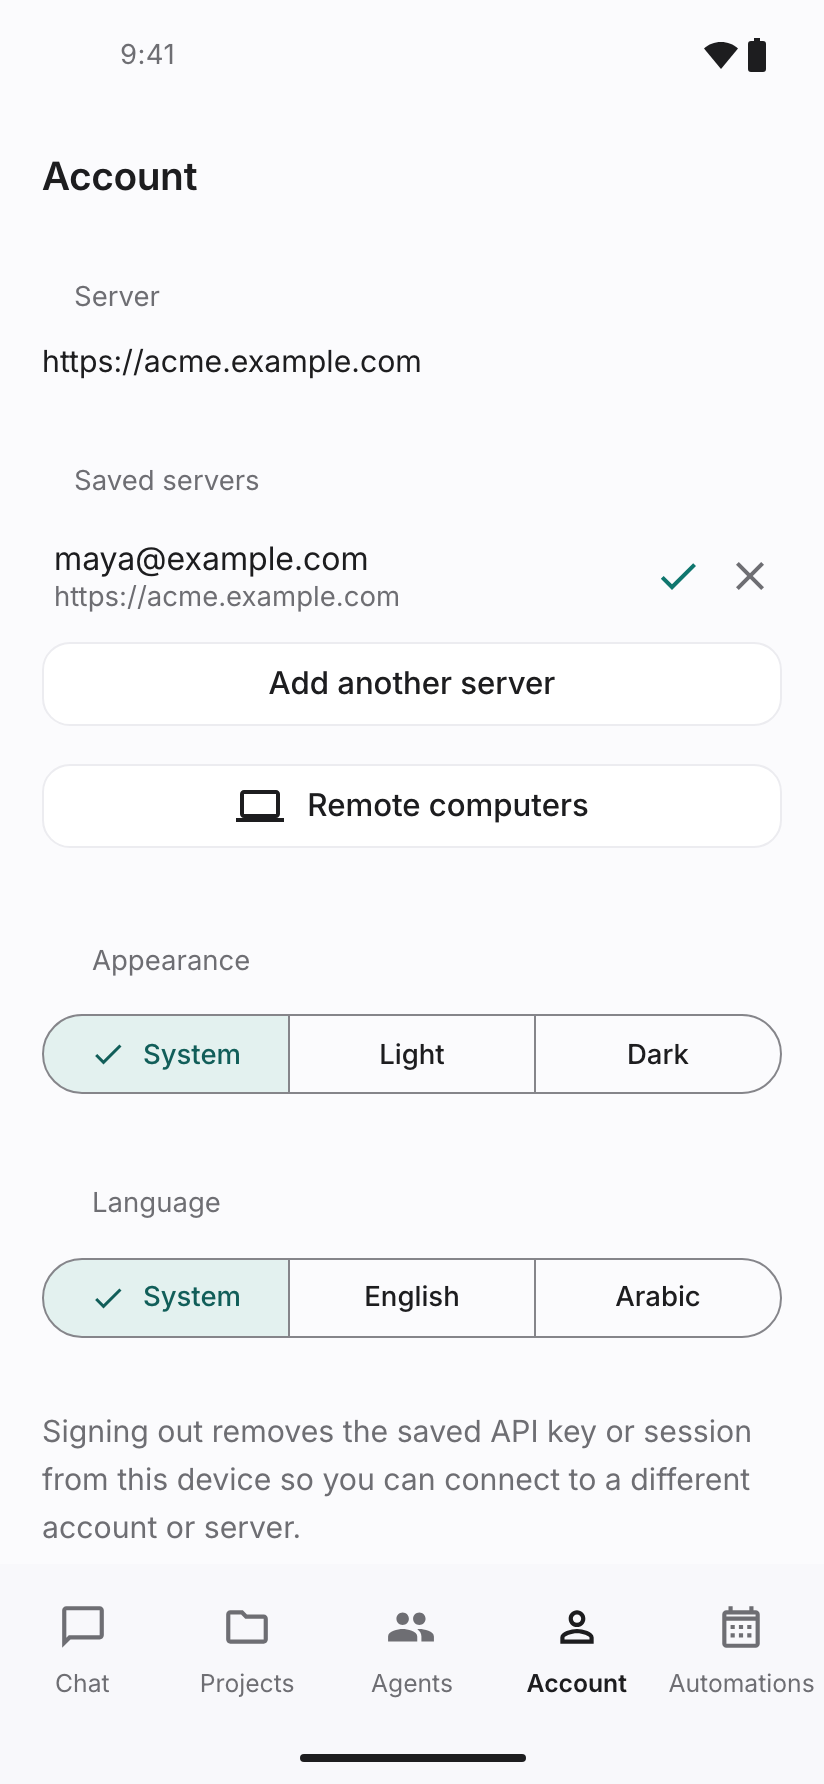 9:41
Account
Server
https://acme.example.com
Saved servers
maya@example.com
https://acme.example.com
Add another server
Remote computers
Appearance
System
Light
Dark
Language
System
English
Arabic
Signing out removes the saved API key or session
from this device so you can connect to a different
account or server.
Chat
Projects
Agents
Account
Automations